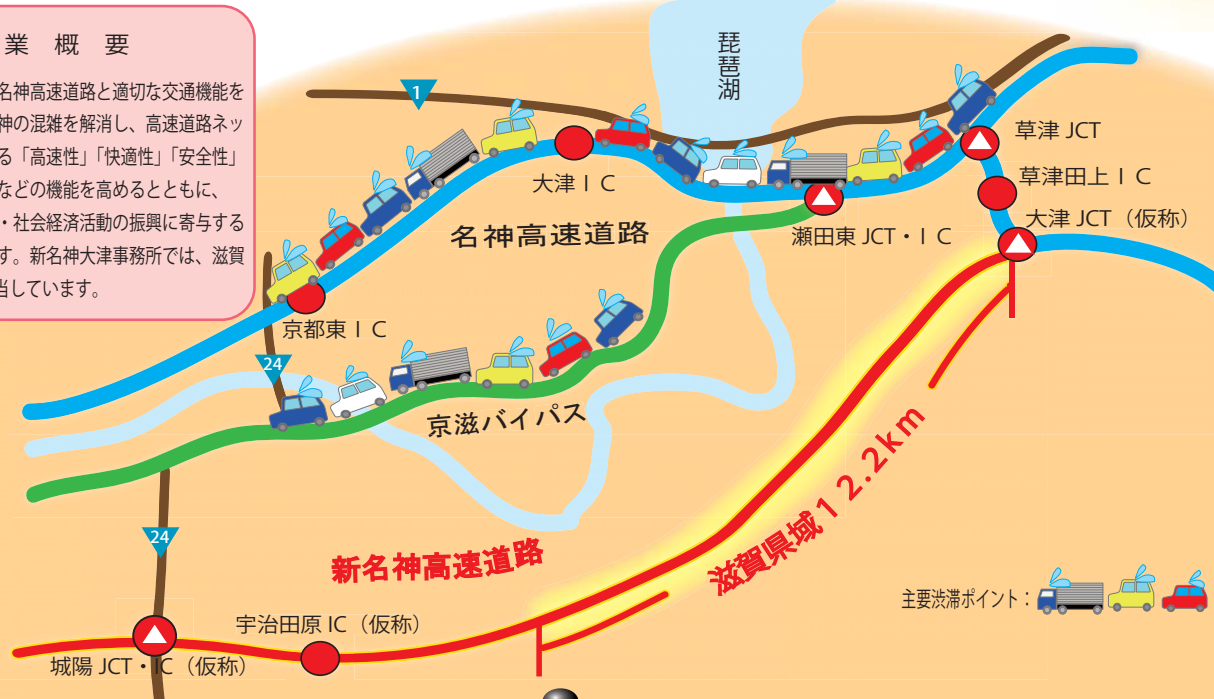 業 概 要
名神高速道路と適切な交通機能を
神の混雑を解消し、高速道路ネッ
る「高速性」「快適性」「安全性」
などの機能を高めるとともに、
・社会経済活動の振興に寄与する
す。新名神大津事務所では、滋賀
当しています。
琵琶湖
1
草津 JCT
大津ＩＣ
草津田上ＩＣ
大津 JCT（仮称）
名神高速道路
瀬田東 JCT・ＩＣ
京都東ＩＣ
24
京滋バイパス
滋賀県域１２.２km
24
新名神高速道路
主要渋滞ポイント：
宇治田原 IC（仮称）
城陽 JCT・IC（仮称）